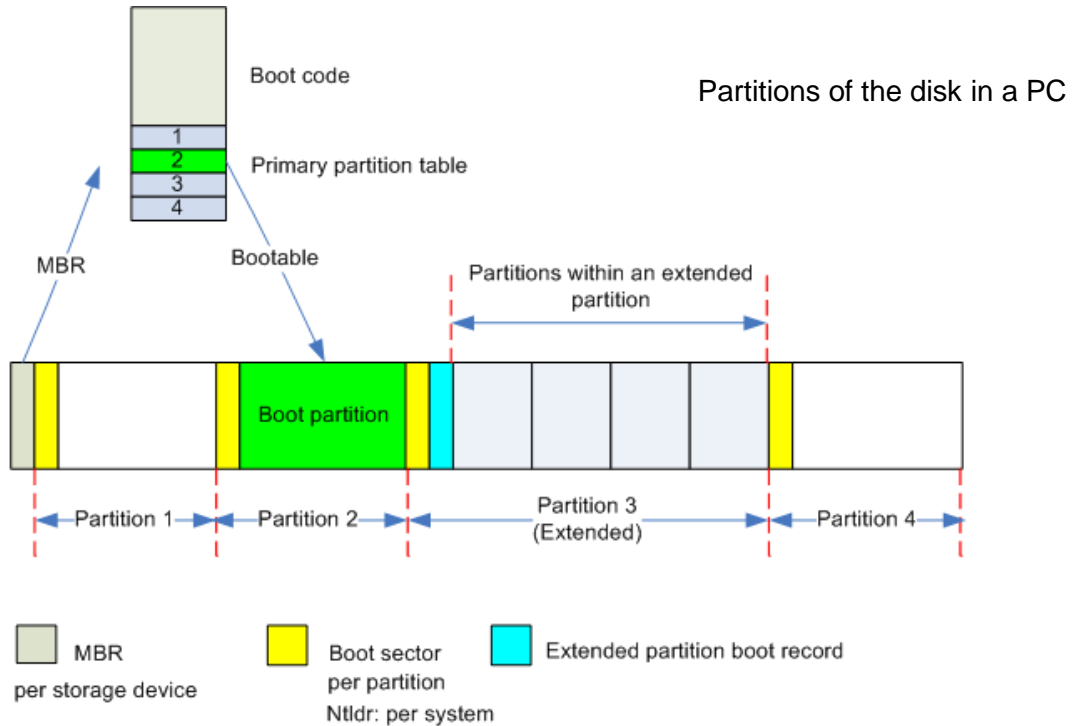 Partitions of the disk in a PC
Boot code
1
2
3
4
Primary partition table
MBR
Bootable
Partitions within an extended
partition
Boot partition
Partition 1
Partition 2
Partition 3
(Extended)
Partition 4
MBR
per storage device
Boot sector
per partition
Ntldr: per system
Extended partition boot record